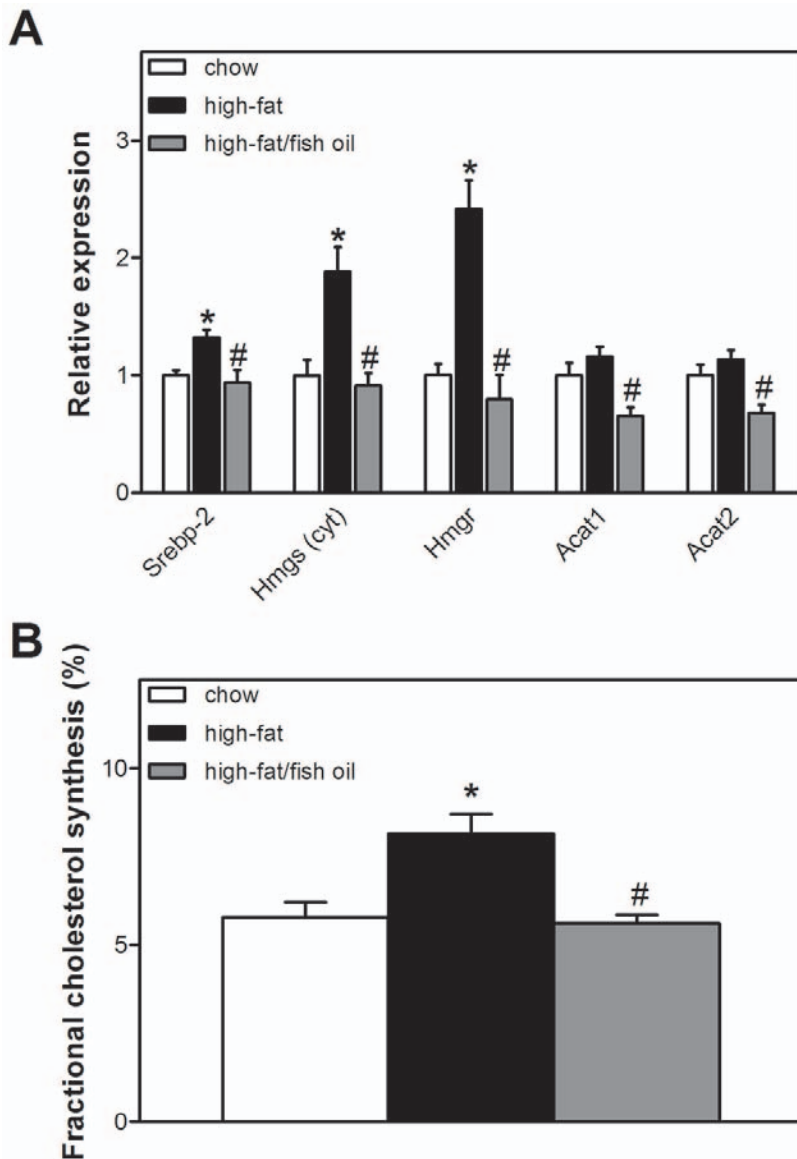 A
chow
high-fat
high-fat/fish oil
Relative expression
3
2
1
0
*
#
*
#
*
#
#
#
Srebp-2
Hmgs (cyt)
Hmgr
Acat1
Acat2
B
chow
high-fat
high-fat/fish oil
Fractional cholesterol synthesis (%)
10
5
0
*
#